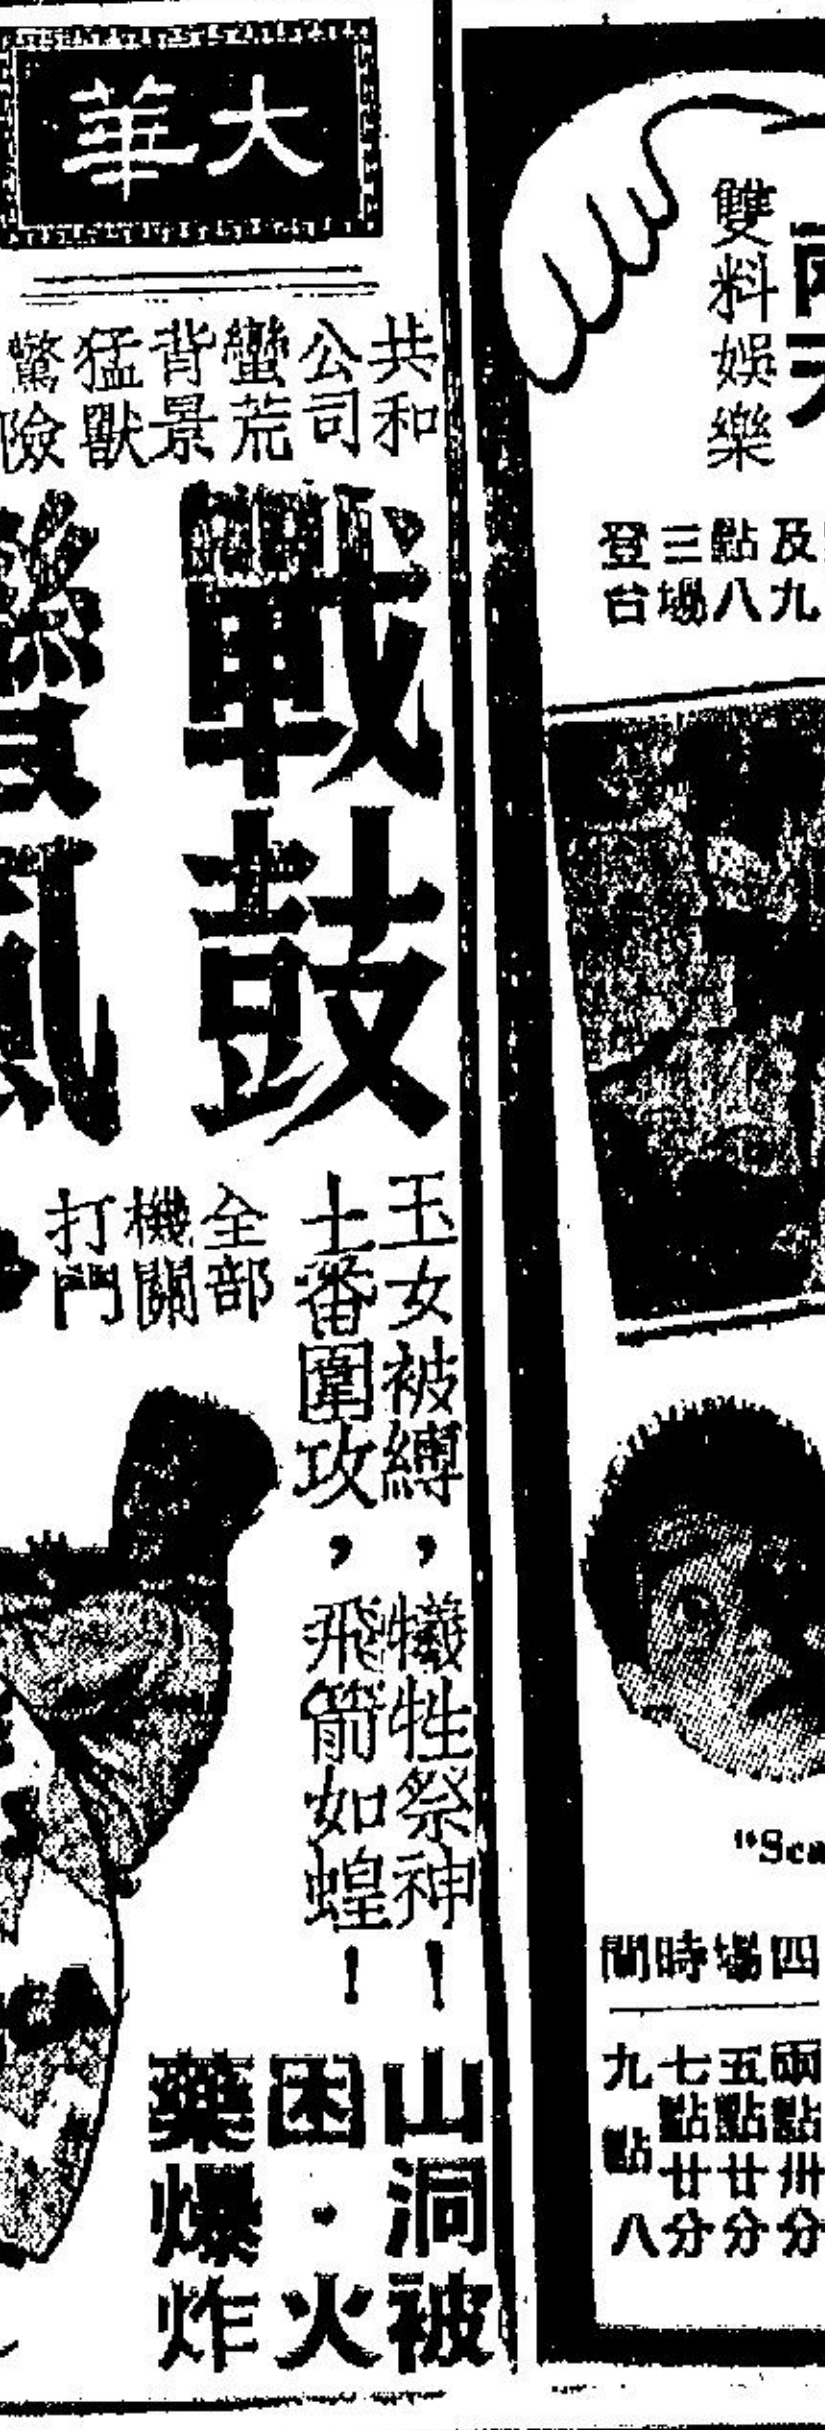 大華
共和
公司
蠻荒
背景
猛獸
驚險
戰鼓
玉女被縛，犧牲祭神！
土番圍攻，飛箭如蝗！
全部
機關
打鬥
山洞被
困·火
藥爆炸
雙料娛樂
及九
點八
三場
登台
四場時間
兩點卅分
五點廿分
七點廿分
九點八